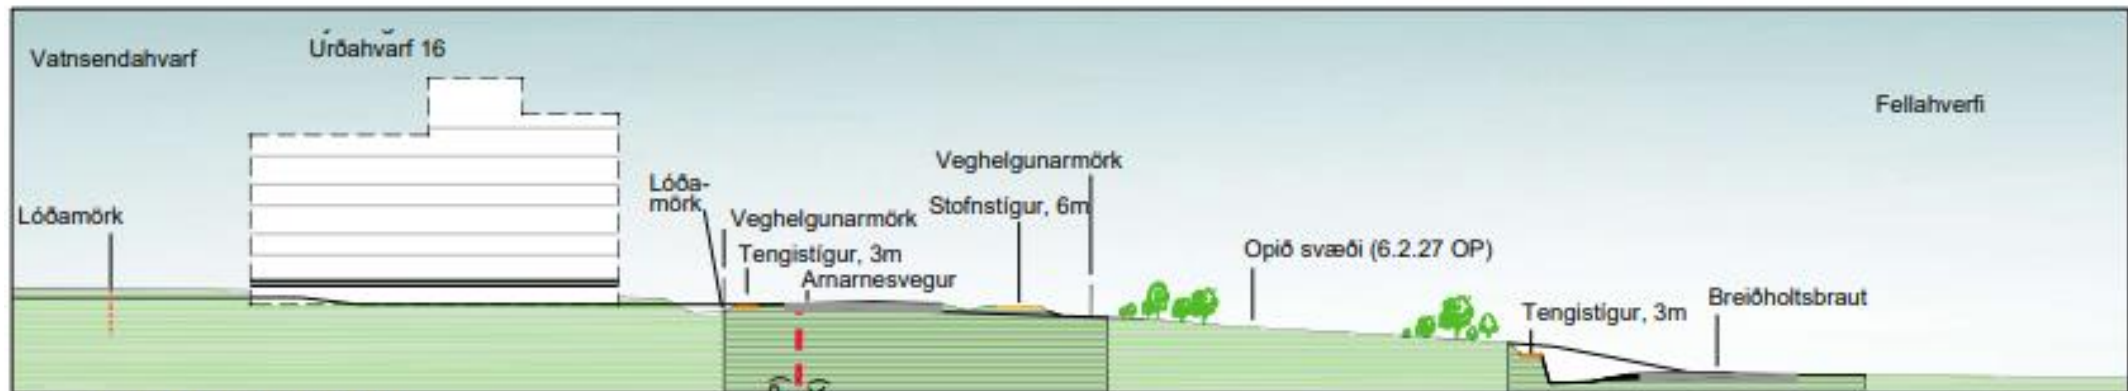 Vatnsendahvarf
Urðahvarf 16
Fellahverfi
Lóðamörk
Lóða-
mörk
Veghelgunarmörk
Tengistígur, 3m
Arnarnesvegur
Veghelgunarmörk
Stofnstígur, 6m
Opið svæði (6.2.27 OP)
Tengistígur, 3m
Breiðholtsbraut